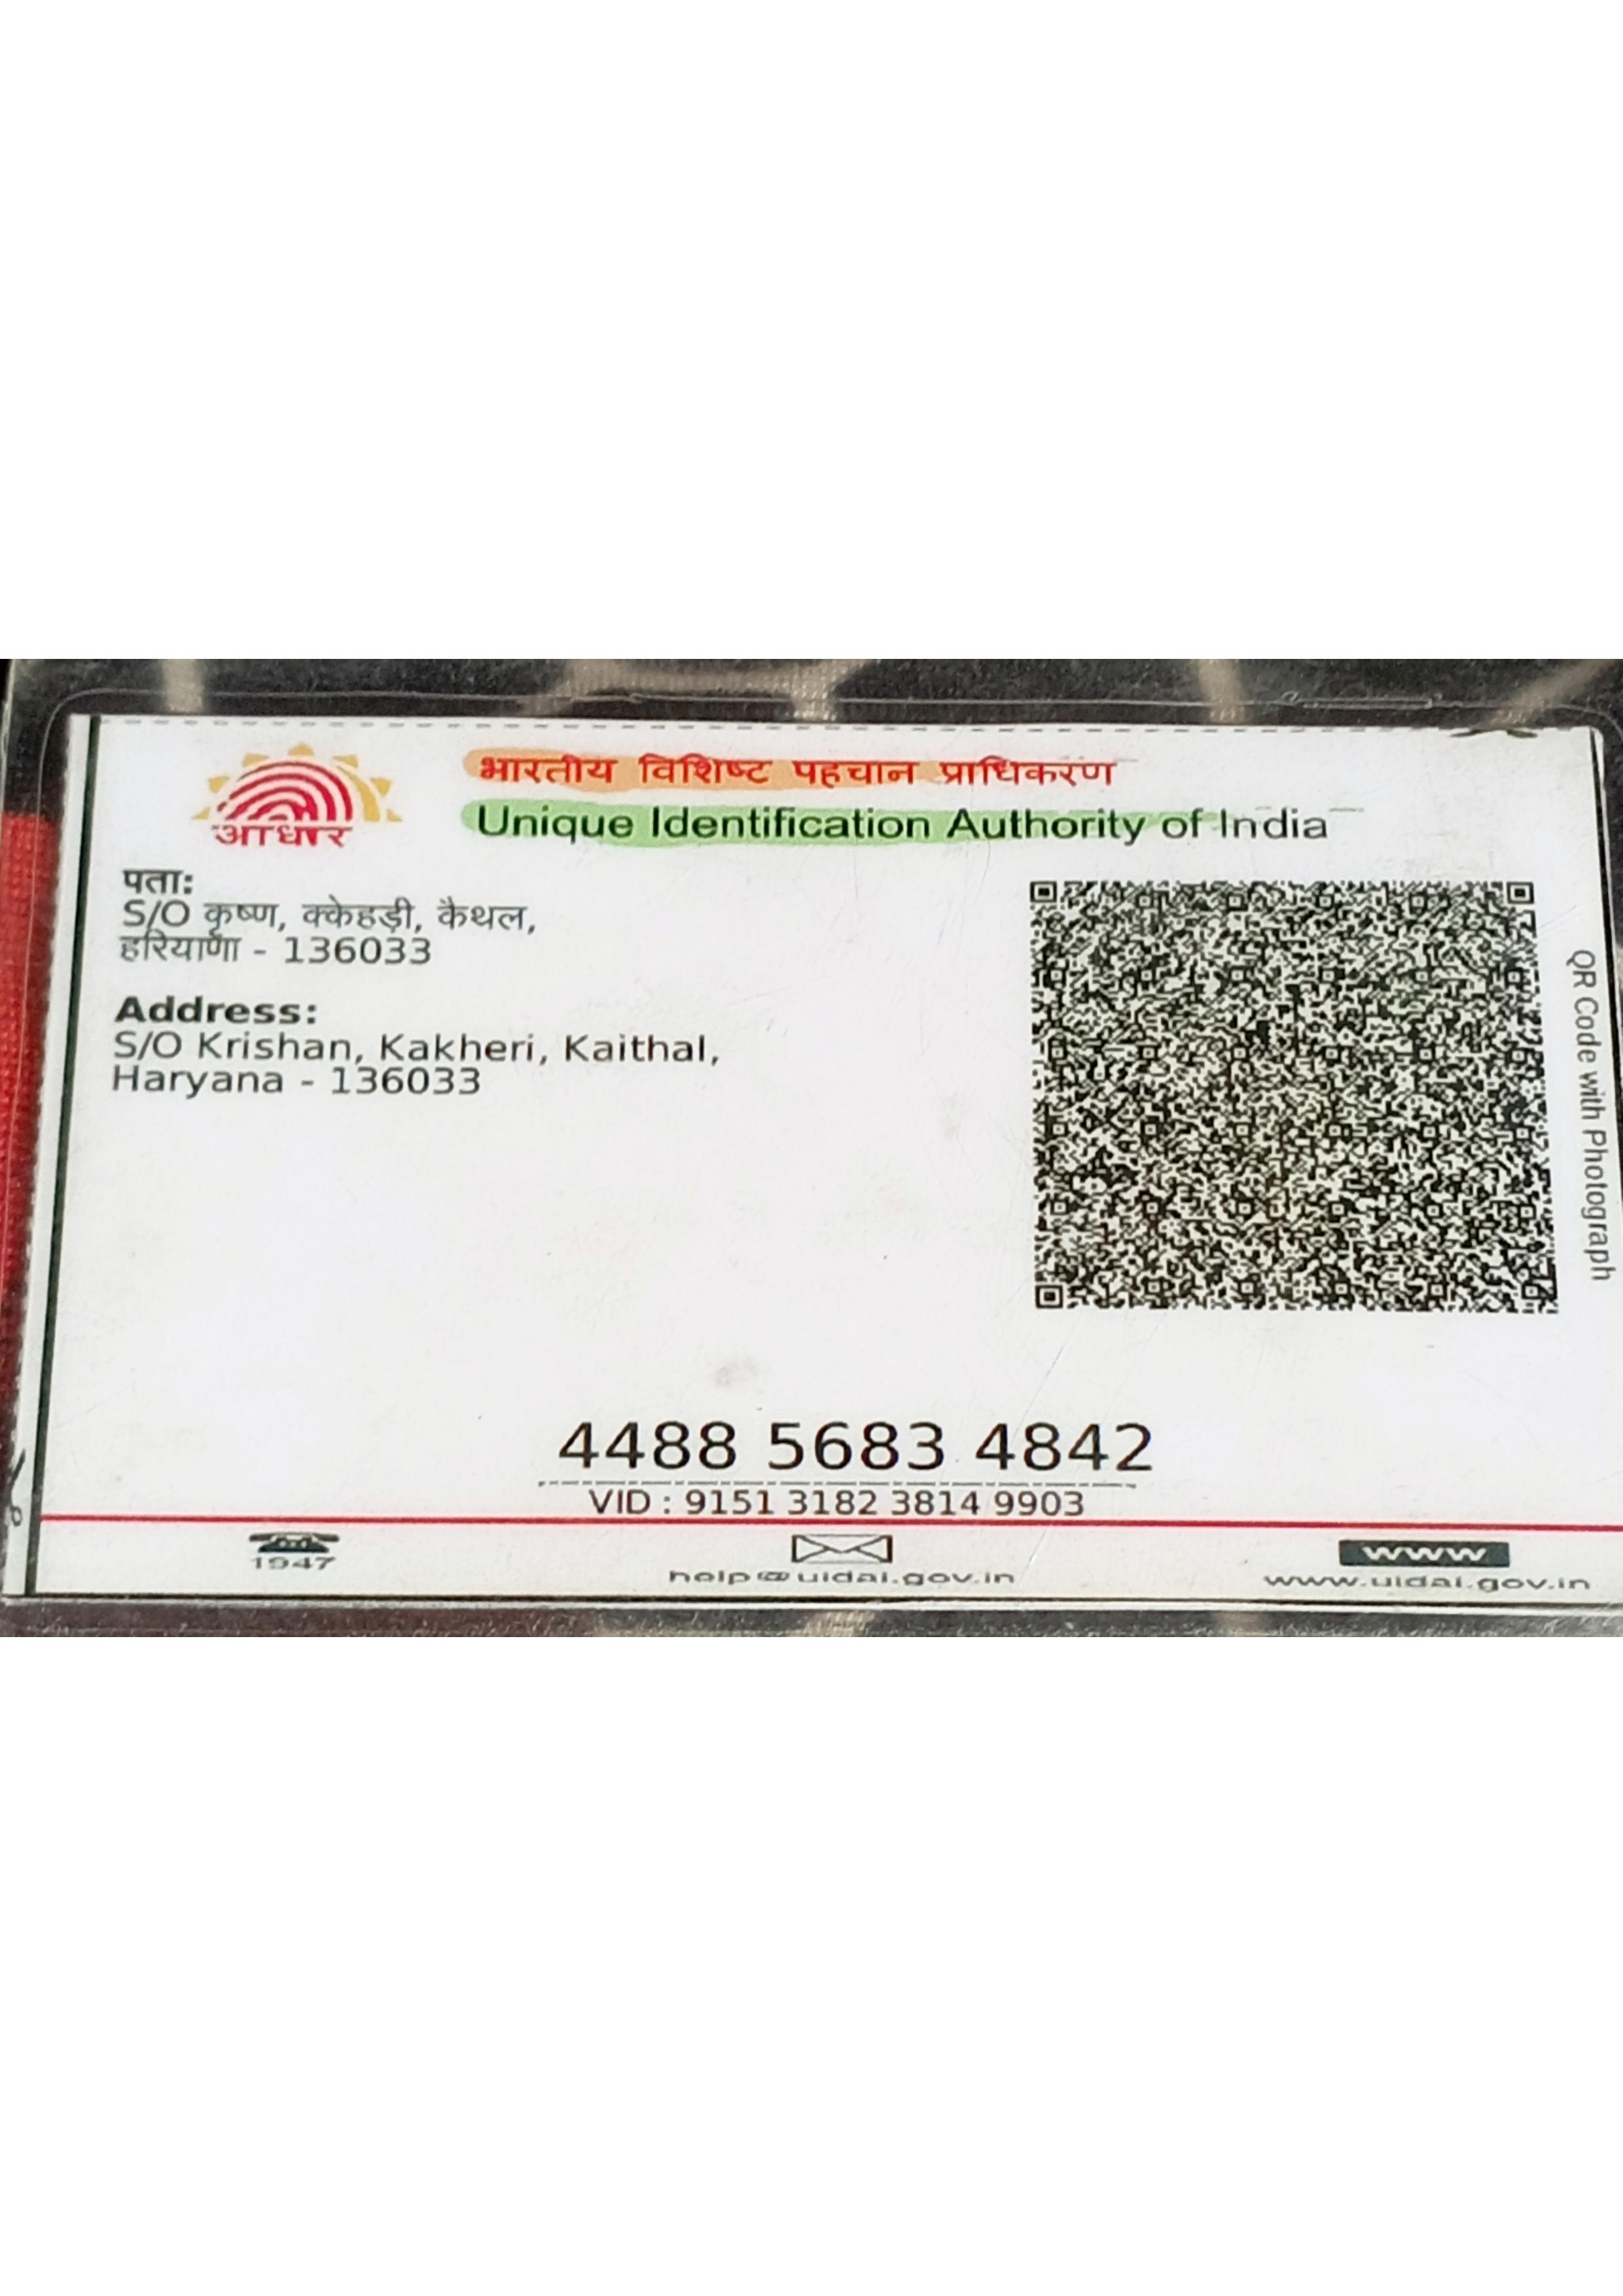 आधार
भारतीय विशिष्ट पहचान प्राधिकरण
Unique Identification Authority of India
पता:
S/O कृष्ण, क्केहड़ी, कैथल,
हरियाणा - 136033
Address:
S/O Krishan, Kakheri, Kaithal,
Haryana - 136033
QR Code with Photograph
4488 5683 4842
VID : 9151 3182 3814 9903
1947
help@uidai.gov.in
WWW
www.uidai.gov.in